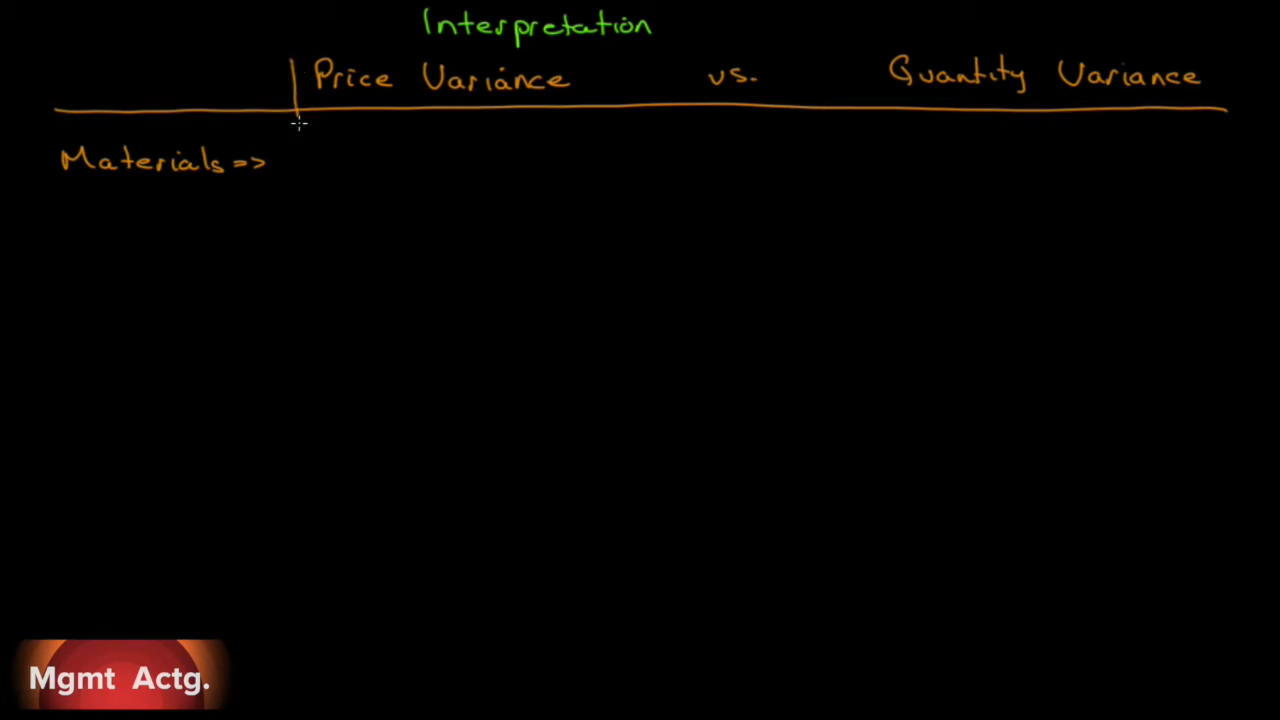 Interpretation
Price Variance vs. Quantity Variance
Materials =>
Mgmt Actg.